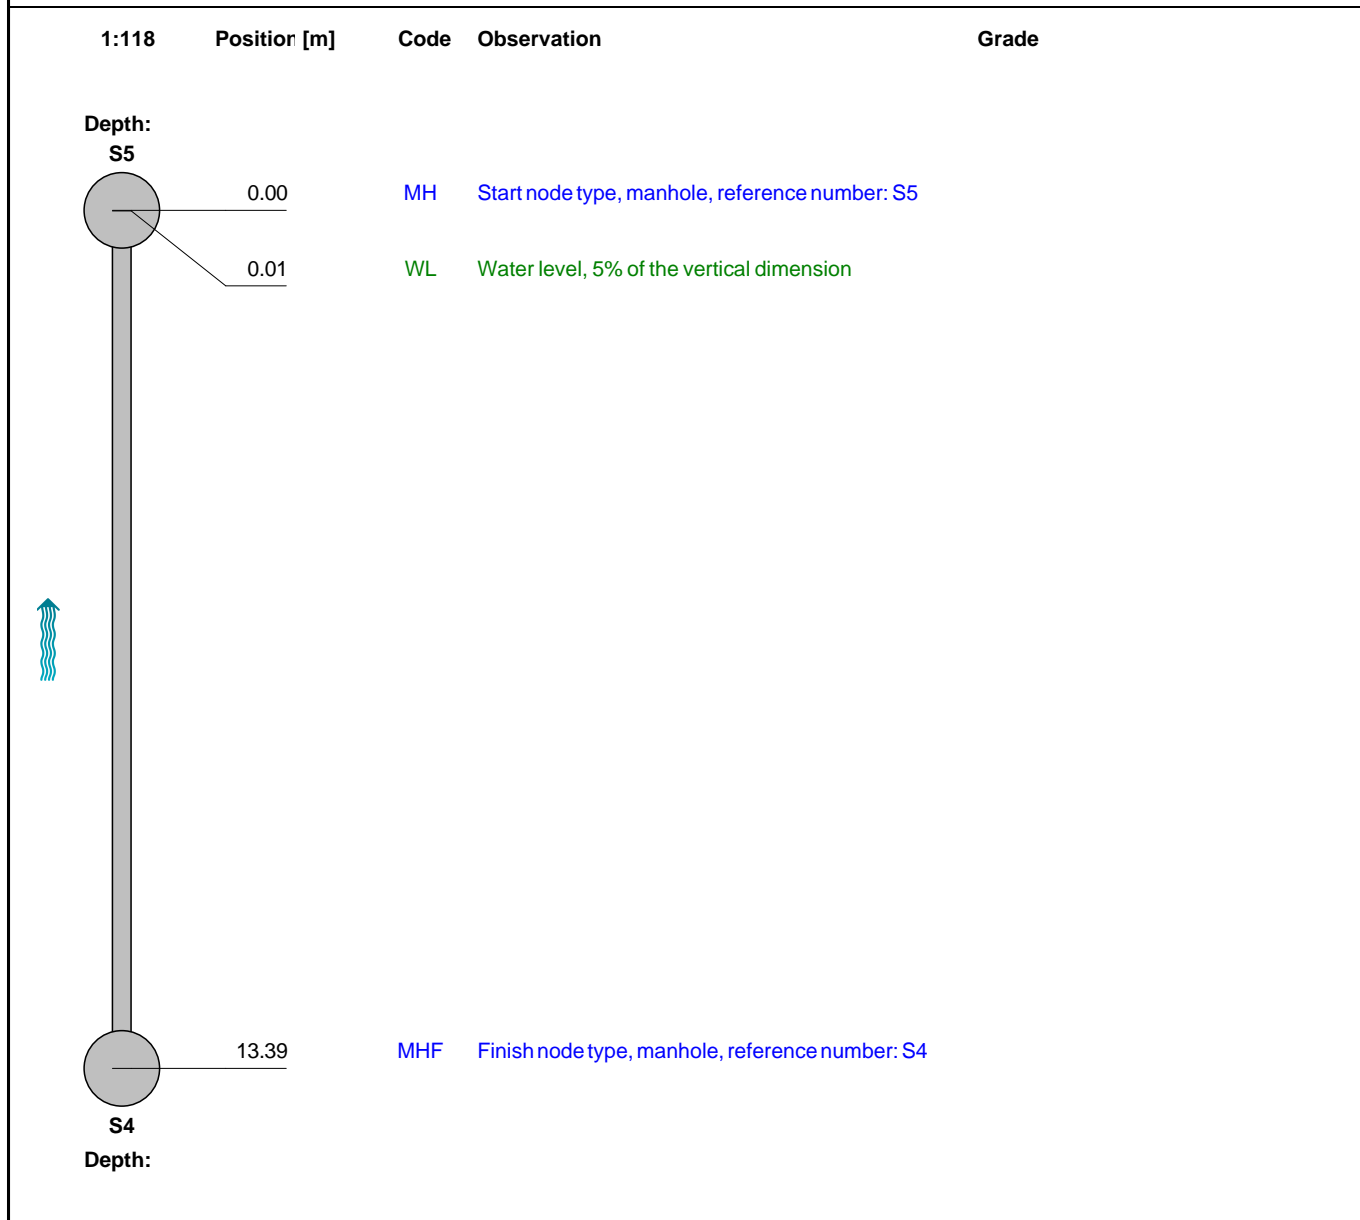 1:118 Position [m] Code Observation Grade
Depth:
S5
0.00 MH Start node type, manhole, reference number: S5
0.01 WL Water level, 5% of the vertical dimension
13.39 MHF Finish node type, manhole, reference number: S4
S4
Depth: